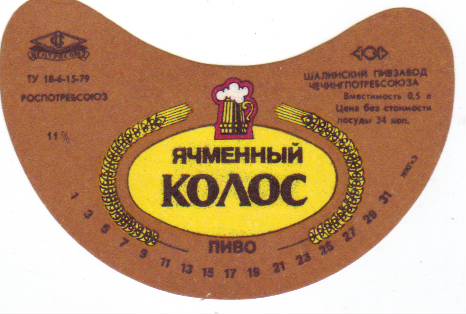 ТУ 18-6-15-79
РОСПОТРЕБСОЮЗ
11 %
ШАЛИНСКИЙ ПИВЗАВОД
ЧЕЧИНГПОТРЕБСОЮЗА
Вместимость 0,5 л
Цена без стоимости
посуды 34 коп.
ЯЧМЕННЫЙ
КОЛОС
ПИВО
1 3 5 7 9 11 13 15 17 19 21 23 25 27 29 31